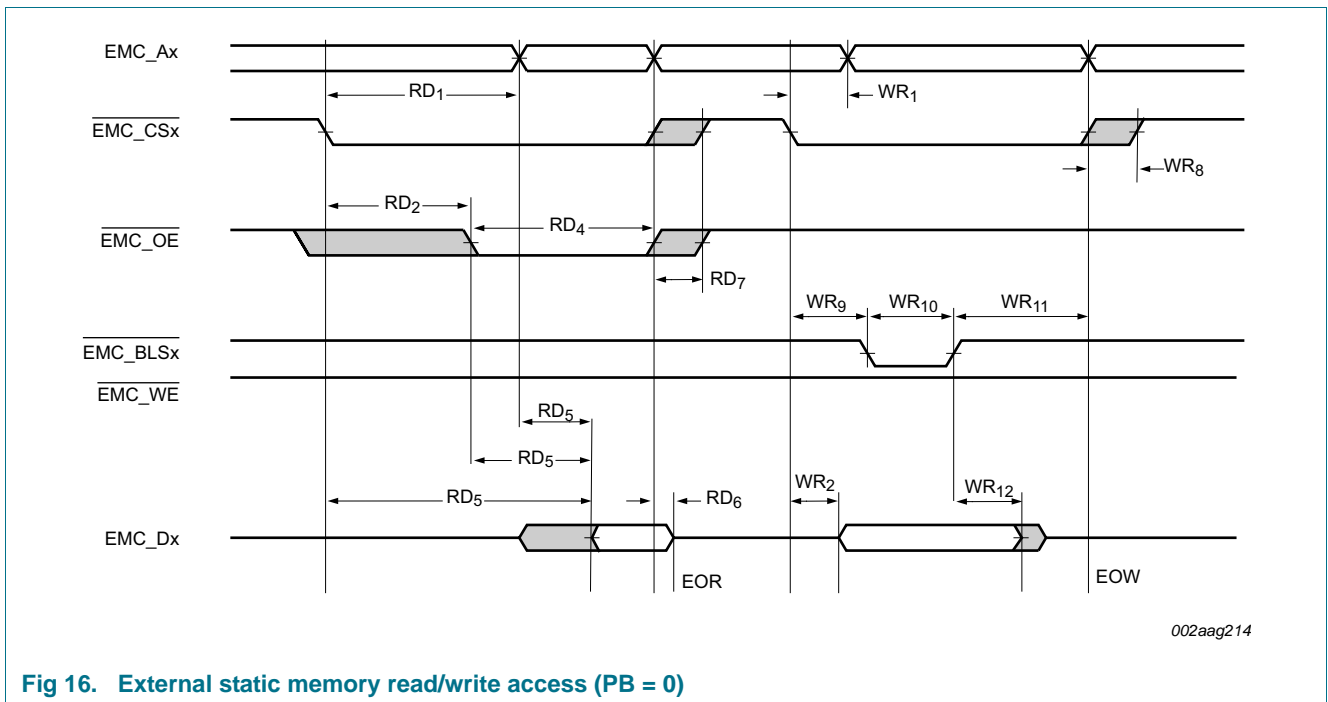 EMC_Ax
RD1
WR1
EMC_CSx
WR8
RD2
RD4
EMC_OE
RD7
WR9
WR10
WR11
EMC_BLSx
EMC_WE
RD5
RD5
RD5
RD6
WR2
WR12
EMC_Dx
EOR
EOW
002aag214
Fig 16. External static memory read/write access (PB = 0)